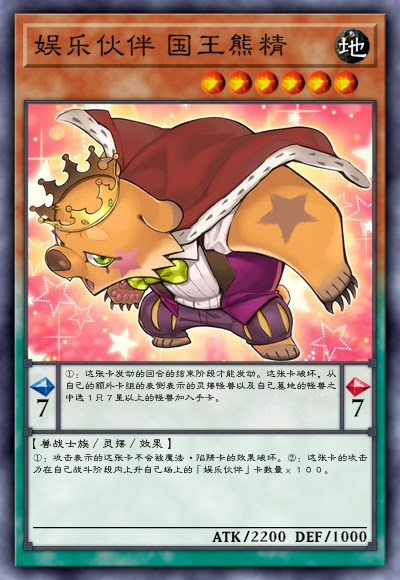 娱乐伙伴 国王熊精
地
①:这张卡发动的回合的结束阶段才能发动。这张卡破坏,从
自己的额外卡组的表侧表示的灵摆怪兽以及自己墓地的怪兽之
中选1只7星以上的怪兽加入手卡。
7
7
【兽战士族/灵摆/效果】
①:攻击表示的这张卡不会被魔法·陷阱卡的效果破坏。②:这张卡的攻击
力在自己战斗阶段内上升自己场上的「娱乐伙伴」卡数量×100。
ATK/2200 DEF/1000